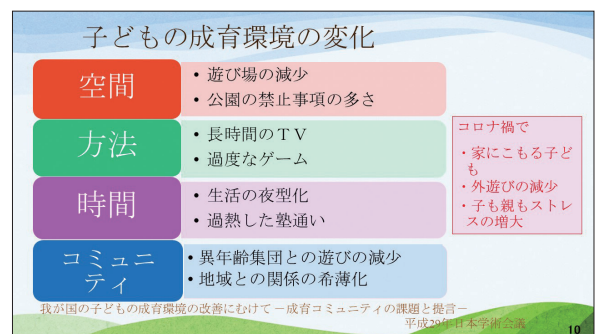 子どもの成育環境の変化
空間
・遊び場の減少
・公園の禁止事項の多さ
方法
・長時間のＴＶ
・過度なゲーム
時間
・生活の夜型化
・過熱した塾通い
コミュニ
ティ
・異年齢集団との遊びの減少
・地域との関係の希薄化
コロナ禍で
・家にこもる子ど
も
・外遊びの減少
・子も親もストレ
スの増大
我が国の子どもの成育環境の改善にむけて－成育コミュニティの課題と提言－
平成29年日本学術会議
10